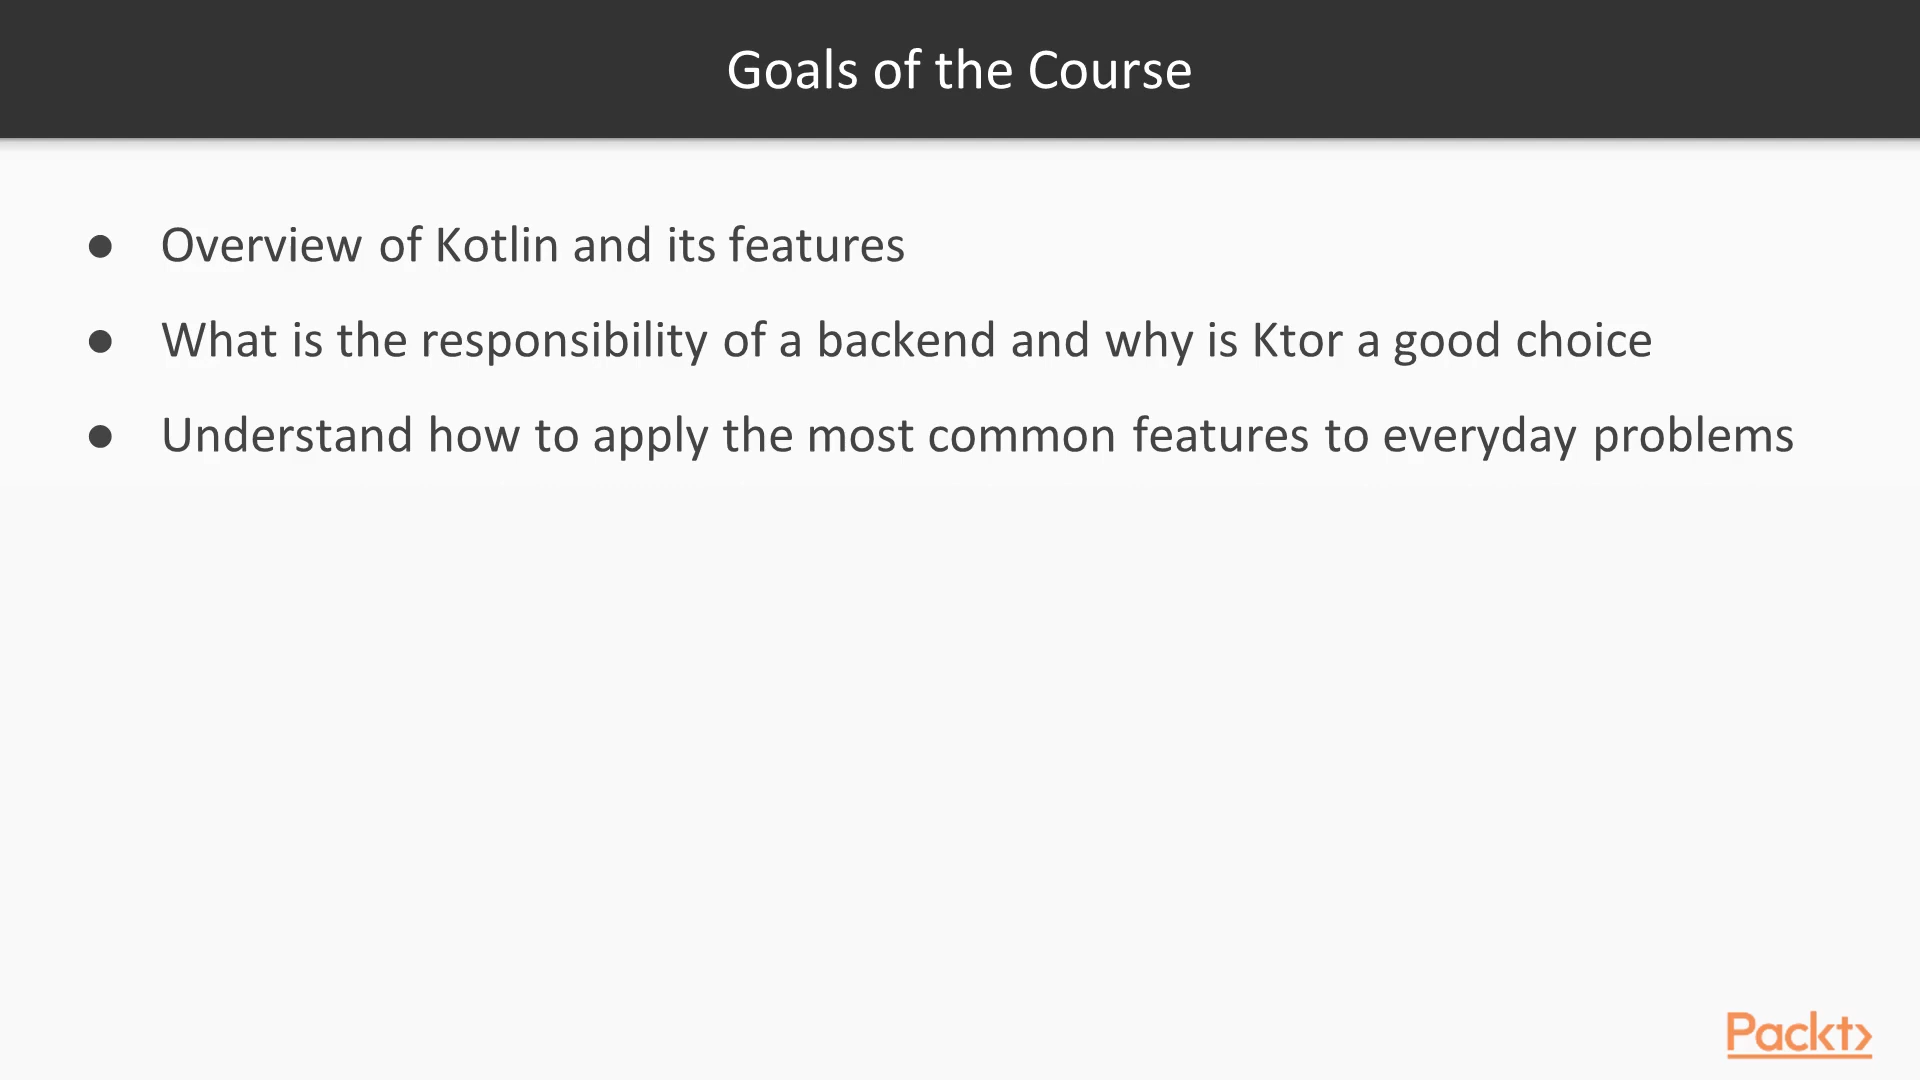 Goals of the Course
● Overview of Kotlin and its features
● What is the responsibility of a backend and why is Ktor a good choice
● Understand how to apply the most common features to everyday problems
Packt>